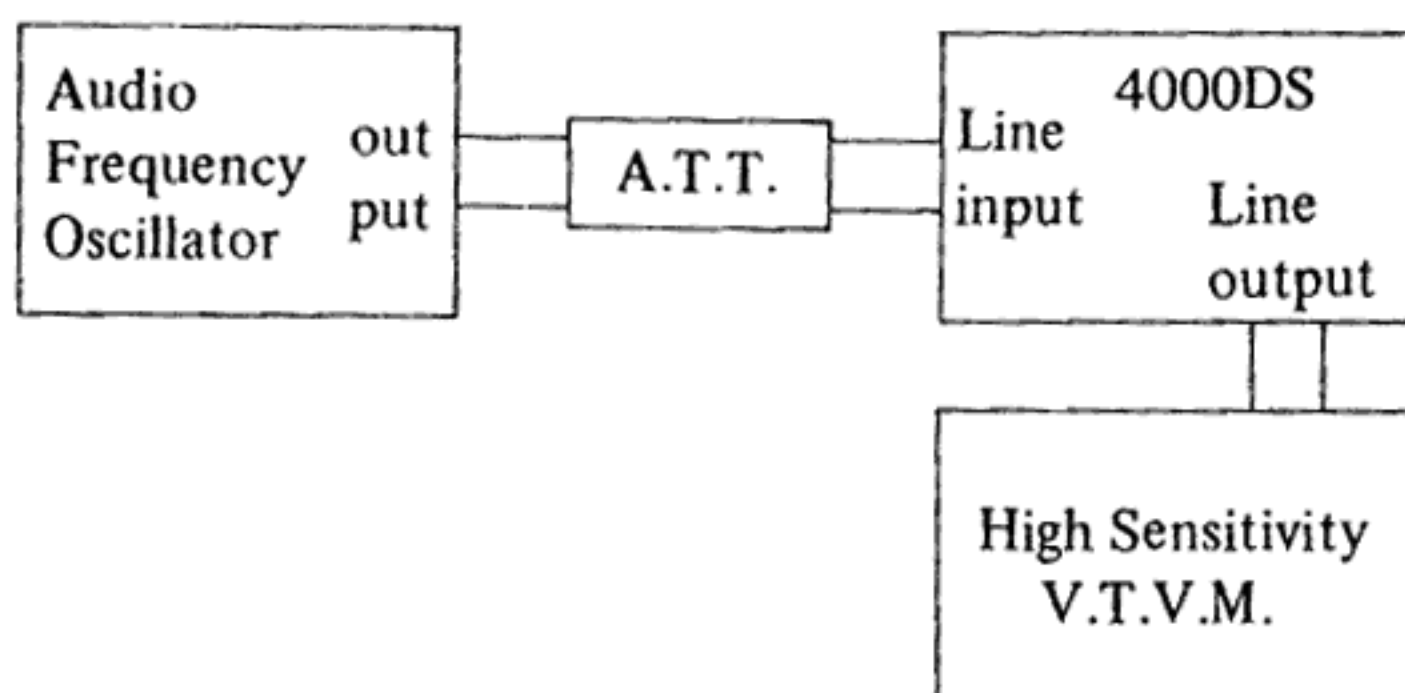 Audio
Frequency
Oscillator
out
put
A.T.T.
4000DS
Line
input
Line
output
High Sensitivity
V.T.V.M.